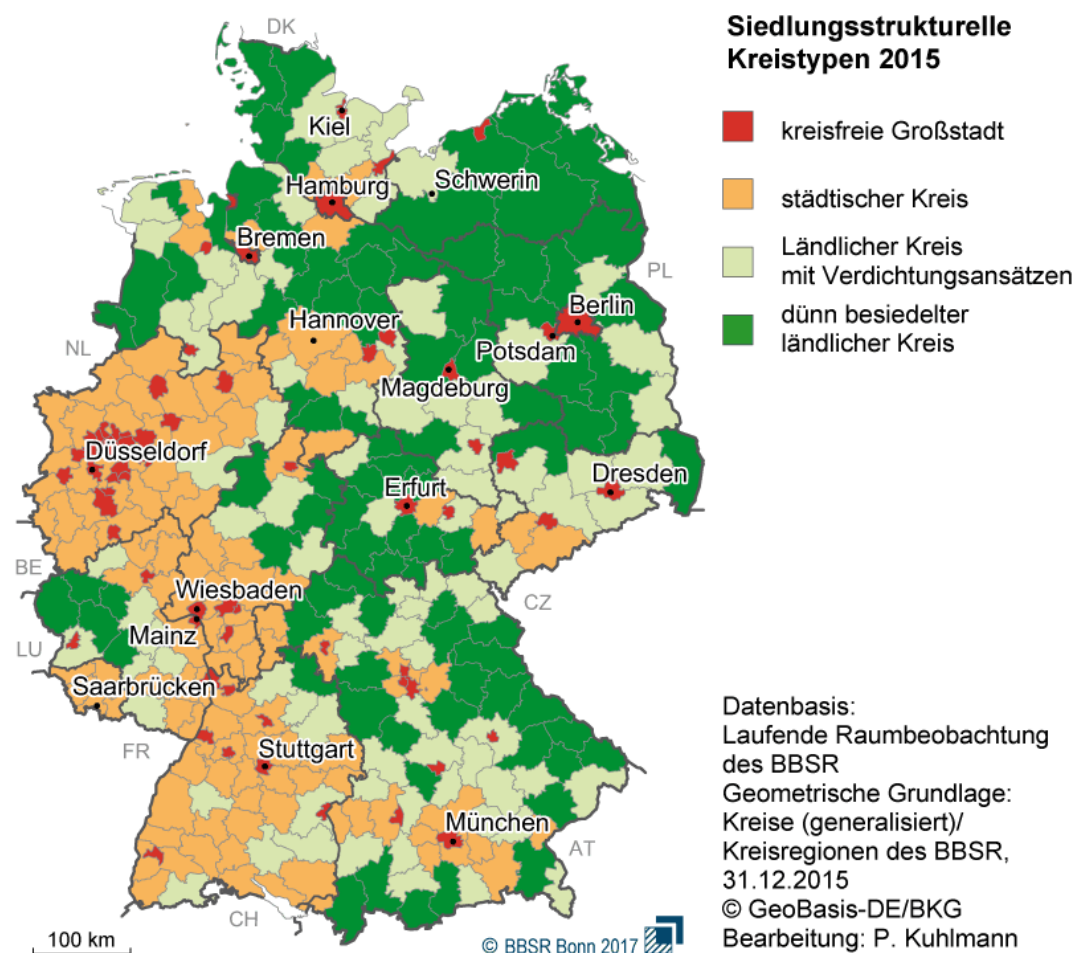 Siedlungsstrukturelle
Kreistypen 2015
kreisfreie Großstadt
städtischer Kreis
Ländlicher Kreis
mit Verdichtungsansätzen
dünn besiedelter
ländlicher Kreis
DK
Kiel
Hamburg
Schwerin
Bremen
PL
Berlin
Hannover
NL
Potsdam
Magdeburg
Düsseldorf
Dresden
Erfurt
BE
Wiesbaden
CZ
Mainz
LU
Saarbrücken
FR
Stuttgart
München
AT
CH
100 km
© BBSR Bonn 2017
Datenbasis:
Laufende Raumbeobachtung
des BBSR
Geometrische Grundlage:
Kreise (generalisiert)/
Kreisregionen des BBSR,
31.12.2015
© GeoBasis-DE/BKG
Bearbeitung: P. Kuhlmann